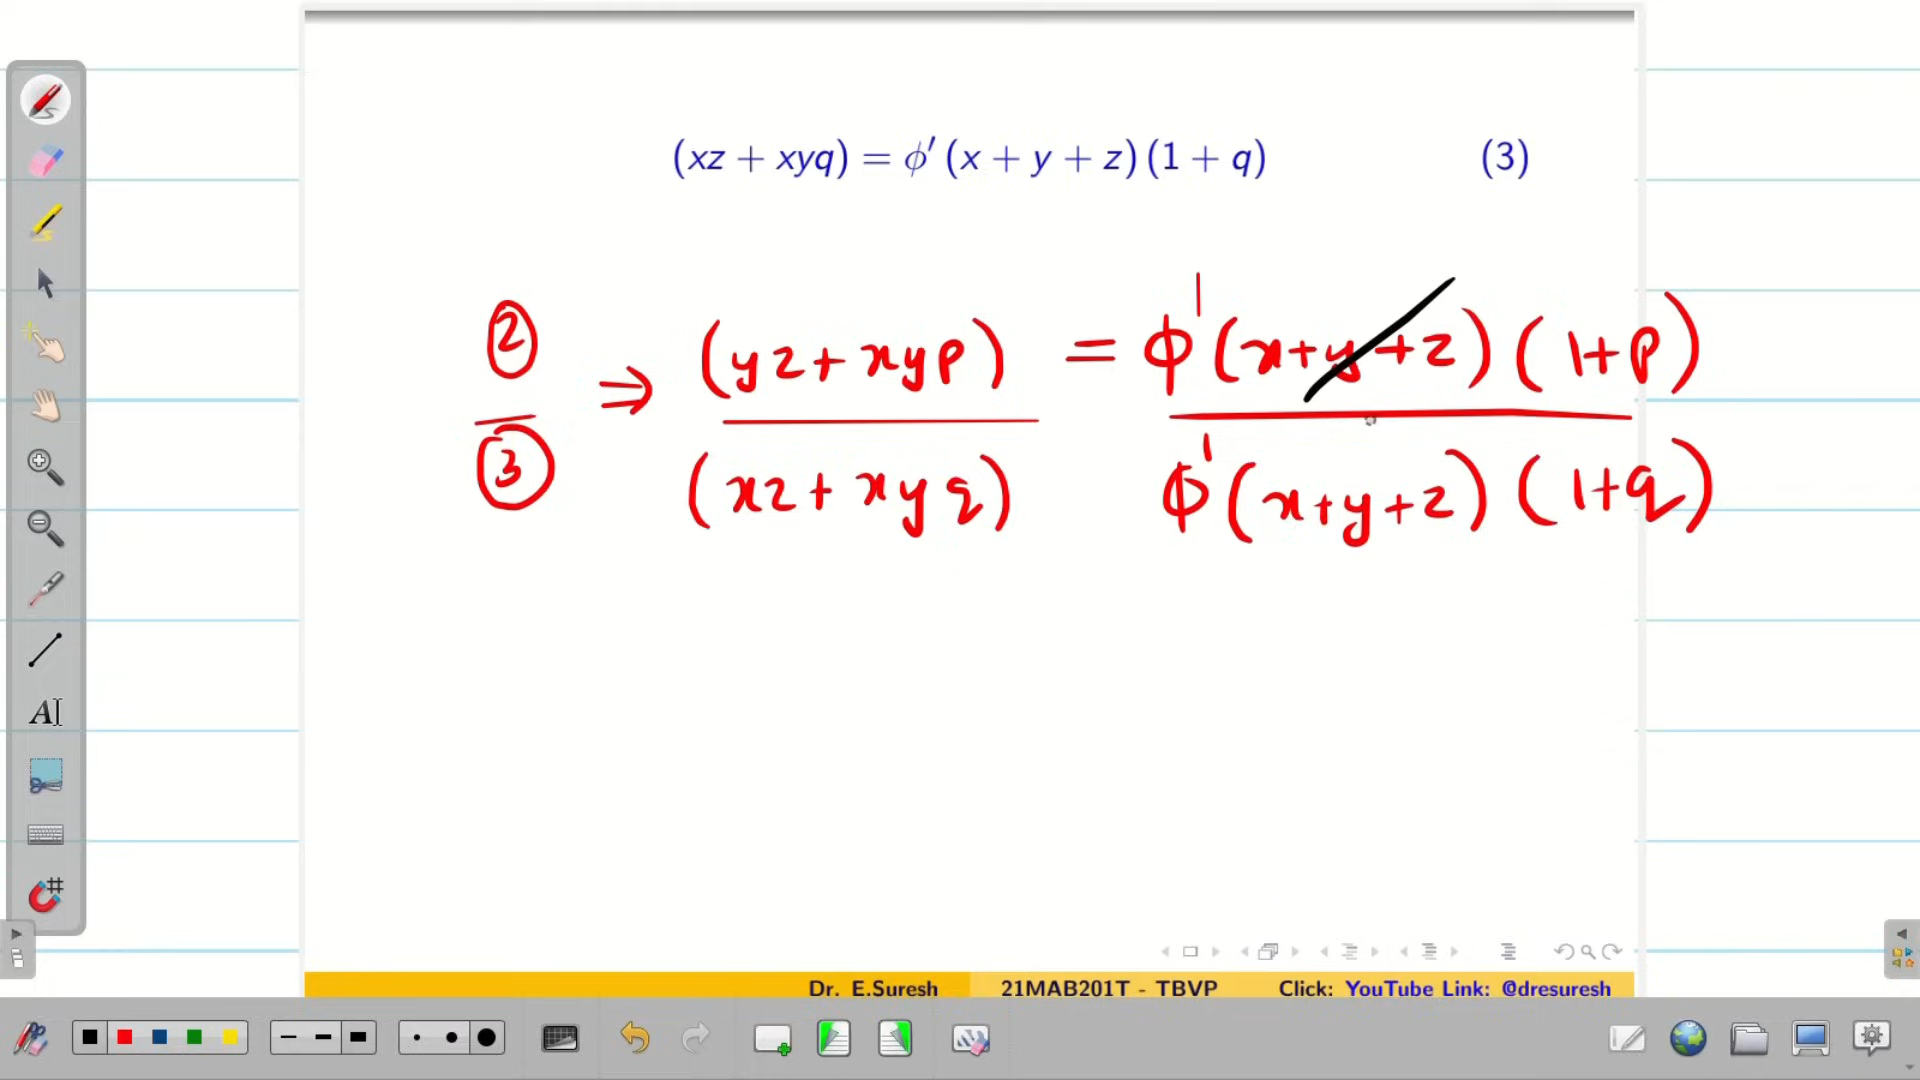 (xz + xyq) = ϕ′ (x + y + z) (1 + q) (3)
② / ③ ⇒ (yz + xyp) / (xz + xyq) = ϕ′(x+y+z)(1+p) / ϕ′(x+y+z)(1+q)
Dr. E.Suresh 21MAB201T - TBVP Click: YouTube Link: @dresuresh